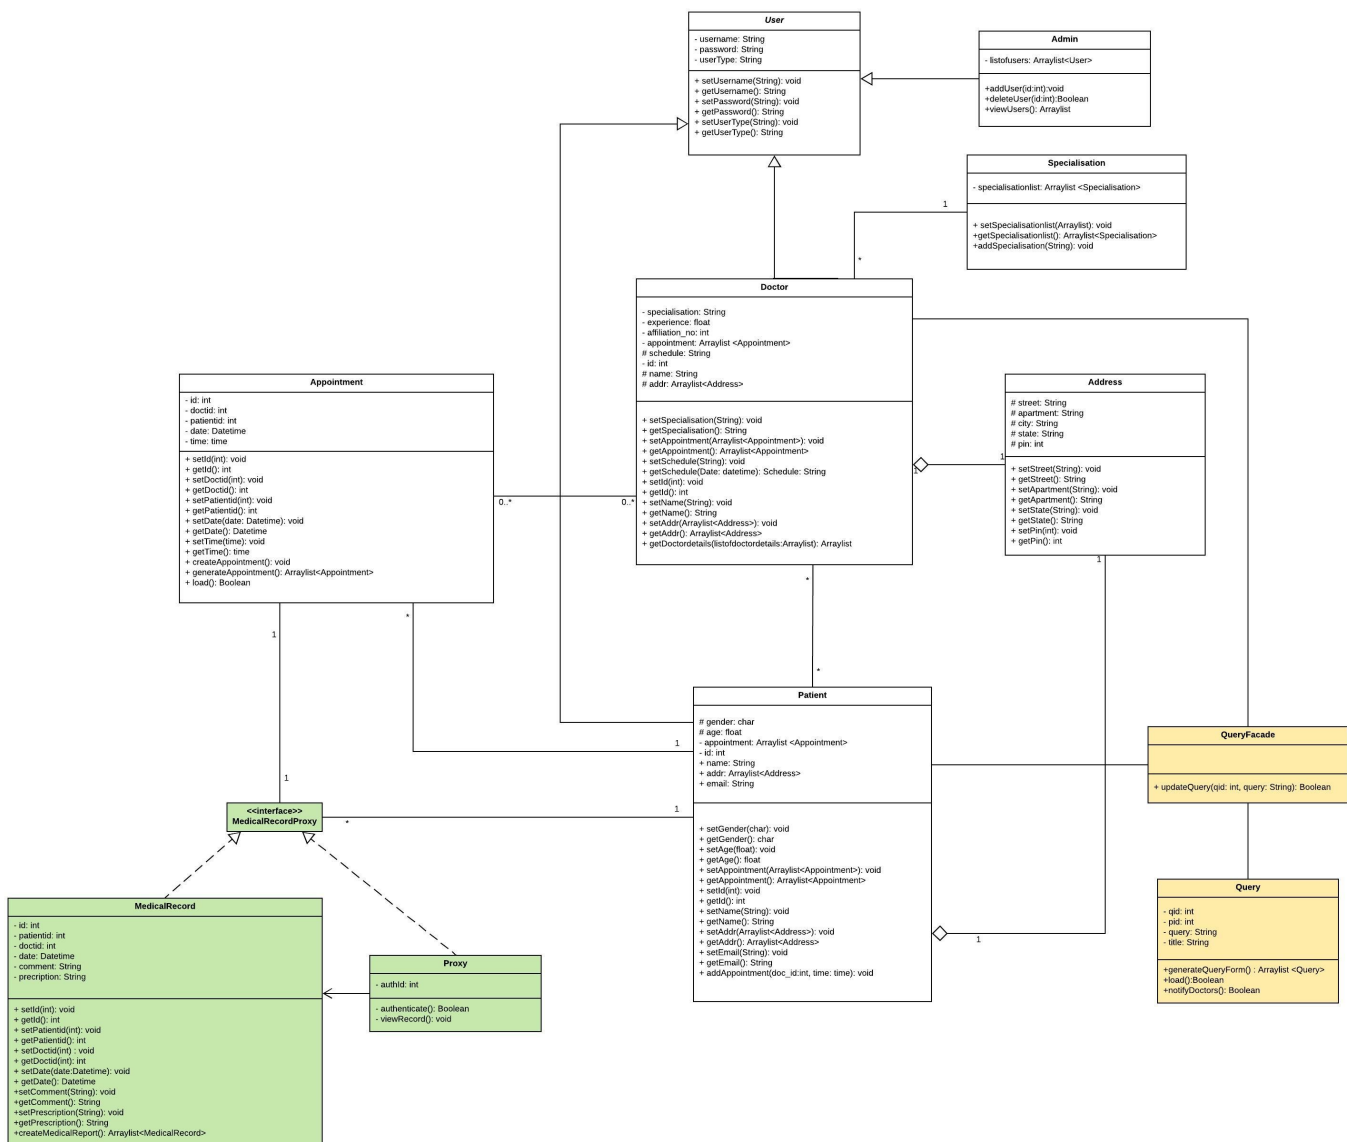 User
- username: String
- password: String
- userType: String
+ setUsername(String): void
+ getUsername(): String
+ setPassword(String): void
+ getPassword(): String
+ setUserType(String): void
+ getUserType(): String
Admin
- listofusers: Arraylist<User>
+addUser(id:int):void
+deleteUser(id:int):Boolean
+viewUsers(): Arraylist
Specialisation
- specialisationlist: Arraylist <Specialisation>
+ setSpecialisationlist(Arraylist): void
+getSpecialisationlist(): Arraylist<Specialisation>
+addSpecialisation(String): void
1
*
Doctor
- specialisation: String
- experience: float
- affiliation_no: int
- appointment: Arraylist <Appointment>
# schedule: String
- id: int
# name: String
# addr: Arraylist<Address>
+ setSpecialisation(String): void
+ getSpecialisation(): String
+ setAppointment(Arraylist<Appointment>): void
+ getAppointment(): Arraylist<Appointment>
+ setSchedule(String): void
+ getSchedule(Date: datetime): Schedule: String
+ setId(int): void
+ getId(): int
+ setName(String): void
+ getName(): String
+ setAddr(Arraylist<Address>): void
+ getAddr(): Arraylist<Address>
+ getDoctordetails(listofdoctordetails:Arraylist): Arraylist
Appointment
- id: int
- doctid: int
- patientid: int
- date: Datetime
- time: time
+ setId(int): void
+ getId(): int
+ setDoctid(int): void
+ getDoctid(): int
+ setPatientid(int): void
+ getPatientid(): int
+ setDate(date: Datetime): void
+ getDate(): Datetime
+ setTime(time): void
+ getTime(): time
+ createAppointment(): void
+ generateAppointment(): Arraylist<Appointment>
+ load(): Boolean
0..*
0..*
Address
# street: String
# apartment: String
# city: String
# state: String
# pin: int
+ setStreet(String): void
+ getStreet(): String
+ setApartment(String): void
+ getApartment(): String
+ setState(String): void
+ getState(): String
+ setPin(int): void
+ getPin(): int
1
1
1
*
*
1
*
1
1
Patient
# gender: char
# age: float
- appointment: Arraylist <Appointment>
- id: int
+ name: String
+ addr: Arraylist<Address>
+ email: String
+ setGender(char): void
+ getGender(): char
+ setAge(float): void
+ getAge(): float
+ setAppointment(Arraylist<Appointment>): void
+ getAppointment(): Arraylist<Appointment>
+ setId(int): void
+ getId(): int
+ setName(String): void
+ getName(): String
+ setAddr(Arraylist<Address>): void
+ getAddr(): Arraylist<Address>
+ setEmail(String): void
+ getEmail(): String
+ addAppointment(doc_id:int, time: time): void
1
QueryFacade
+ updateQuery(qid: int, query: String): Boolean
Query
- qid: int
- pid: int
- query: String
- title: String
+generateQueryForm() : Arraylist <Query>
+load():Boolean
+notifyDoctors(): Boolean
<<interface>>
MedicalRecordProxy
*
1
MedicalRecord
- id: int
- patientid: int
- doctid: int
- date: Datetime
- comment: String
- precription: String
+ setId(int): void
+ getId(): int
+ setPatientid(int): void
+ getPatientid(): int
+ setDoctid(int) : void
+ getDoctid(int): int
+ setDate(date:Datetime): void
+ getDate(): Datetime
+setComment(String): void
+getComment(): String
+setPrescription(String): void
+getPrescription(): String
+createMedicalReport(): Arraylist<MedicalRecord>
Proxy
- authId: int
- authenticate(): Boolean
- viewRecord(): void